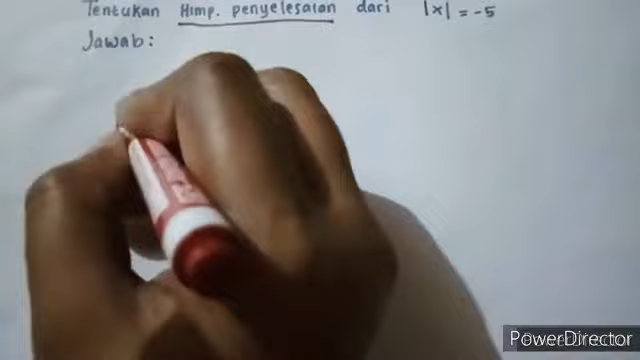 Tentukan Himp. penyelesaian dari |x| = -5
Jawab:
PowerDirector